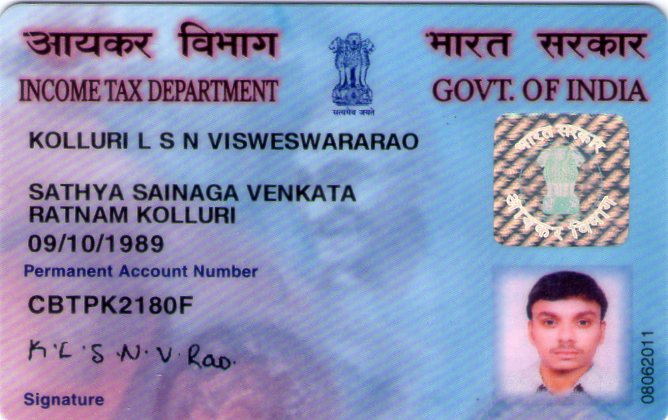 आयकर विभाग
भारत सरकार
INCOME TAX DEPARTMENT
GOVT. OF INDIA
सत्यमेव जयते
KOLLURI L S N VISWESWARARAO
SATHYA SAINAGA VENKATA
RATNAM KOLLURI
09/10/1989
Permanent Account Number
CBTPK2180F
K.L.S.N.V.Rao.
Signature
भारत सरकार
आयकर विभाग
08062011